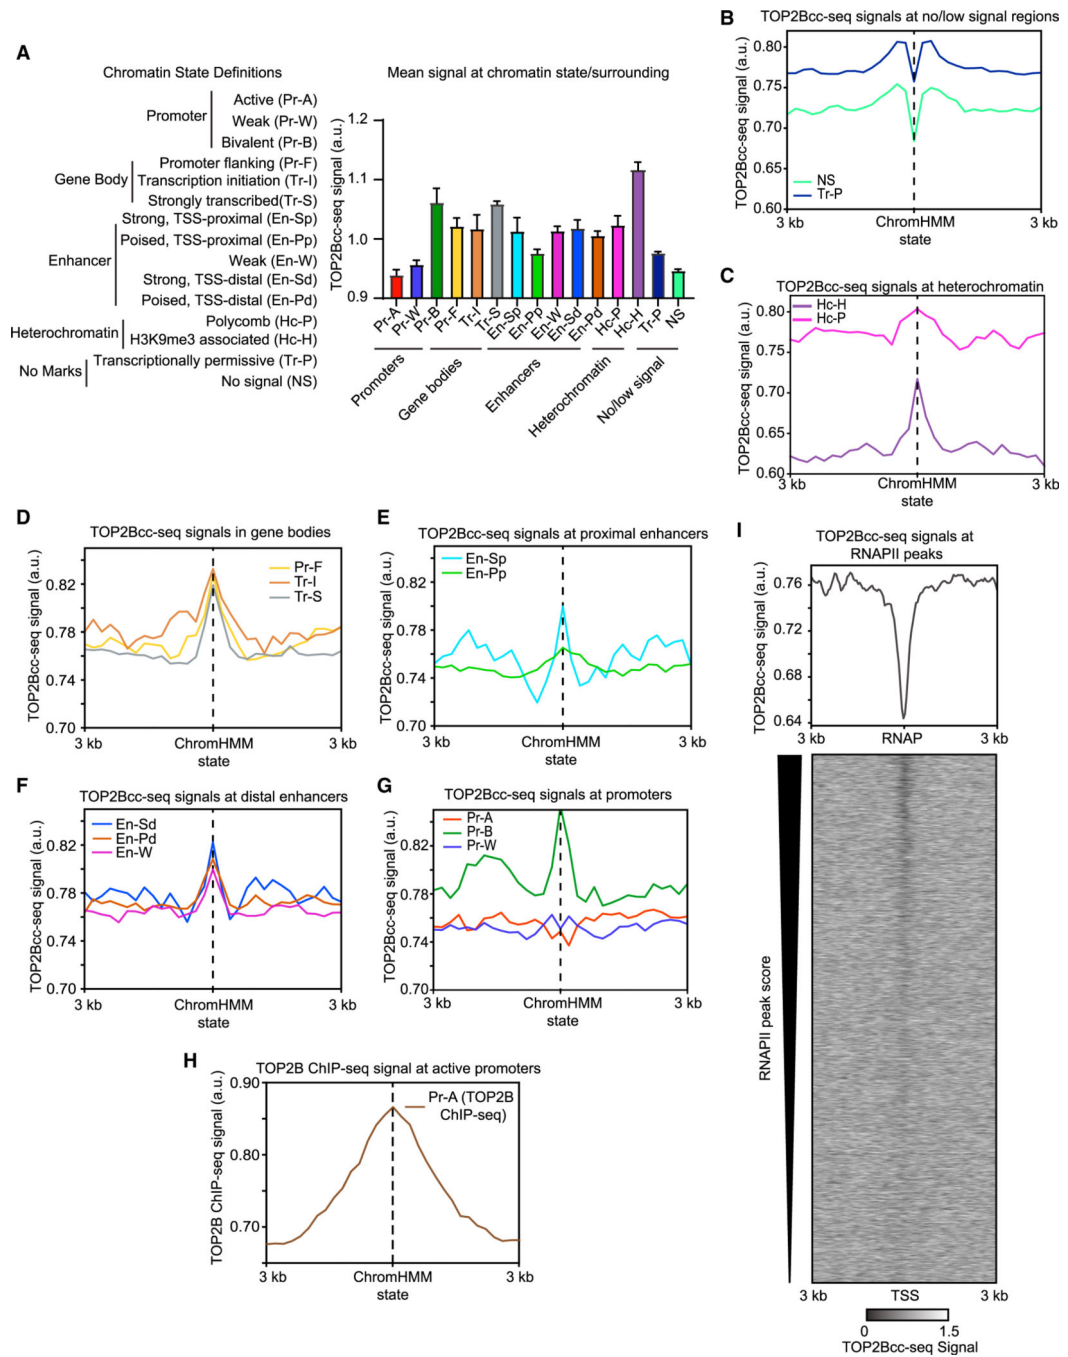 A
Chromatin State Definitions
Promoter
Active (Pr-A)
Weak (Pr-W)
Bivalent (Pr-B)
Gene Body
Promoter flanking (Pr-F)
Transcription initiation (Tr-I)
Strongly transcribed(Tr-S)
Enhancer
Strong, TSS-proximal (En-Sp)
Poised, TSS-proximal (En-Pp)
Weak (En-W)
Strong, TSS-distal (En-Sd)
Poised, TSS-distal (En-Pd)
Heterochromatin
Polycomb (Hc-P)
H3K9me3 associated (Hc-H)
No Marks
Transcriptionally permissive (Tr-P)
No signal (NS)
Mean signal at chromatin state/surrounding
TOP2Bcc-seq signal (a.u.)
1.2
1.1
1.0
0.9
Pr-A
Pr-W
Pr-B
Pr-F
Tr-I
Tr-S
En-Sp
En-Pp
En-W
En-Sd
En-Pd
Hc-P
Hc-H
Tr-P
NS
Promoters
Gene bodies
Enhancers
Heterochromatin
No/low signal
B
TOP2Bcc-seq signals at no/low signal regions
TOP2Bcc-seq signal (a.u.)
0.80
0.75
0.70
0.65
0.60
NS
Tr-P
3 kb
ChromHMM
state
3 kb
C
TOP2Bcc-seq signals at heterochromatin
TOP2Bcc-seq signal (a.u.)
0.80
0.75
0.70
0.65
0.60
Hc-H
Hc-P
3 kb
ChromHMM
state
3 kb
D
TOP2Bcc-seq signals in gene bodies
TOP2Bcc-seq signal (a.u.)
0.82
0.78
0.74
0.70
Pr-F
Tr-I
Tr-S
3 kb
ChromHMM
state
3 kb
E
TOP2Bcc-seq signals at proximal enhancers
TOP2Bcc-seq signal (a.u.)
0.82
0.78
0.74
0.70
En-Sp
En-Pp
3 kb
ChromHMM
state
3 kb
F
TOP2Bcc-seq signals at distal enhancers
TOP2Bcc-seq signal (a.u.)
0.82
0.78
0.74
0.70
En-Sd
En-Pd
En-W
3 kb
ChromHMM
state
3 kb
G
TOP2Bcc-seq signals at promoters
TOP2Bcc-seq signal (a.u.)
0.82
0.78
0.74
0.70
Pr-A
Pr-B
Pr-W
3 kb
ChromHMM
state
3 kb
H
TOP2B ChIP-seq signal at active promoters
TOP2B ChIP-seq signal (a.u.)
0.90
0.80
0.70
Pr-A (TOP2B
ChIP-seq)
3 kb
ChromHMM
state
3 kb
I
TOP2Bcc-seq signals at
RNAPII peaks
TOP2Bcc-seq signal (a.u.)
0.76
0.72
0.68
0.64
3 kb
RNAP
3 kb
RNAPII peak score
3 kb
TSS
3 kb
0
1.5
TOP2Bcc-seq Signal